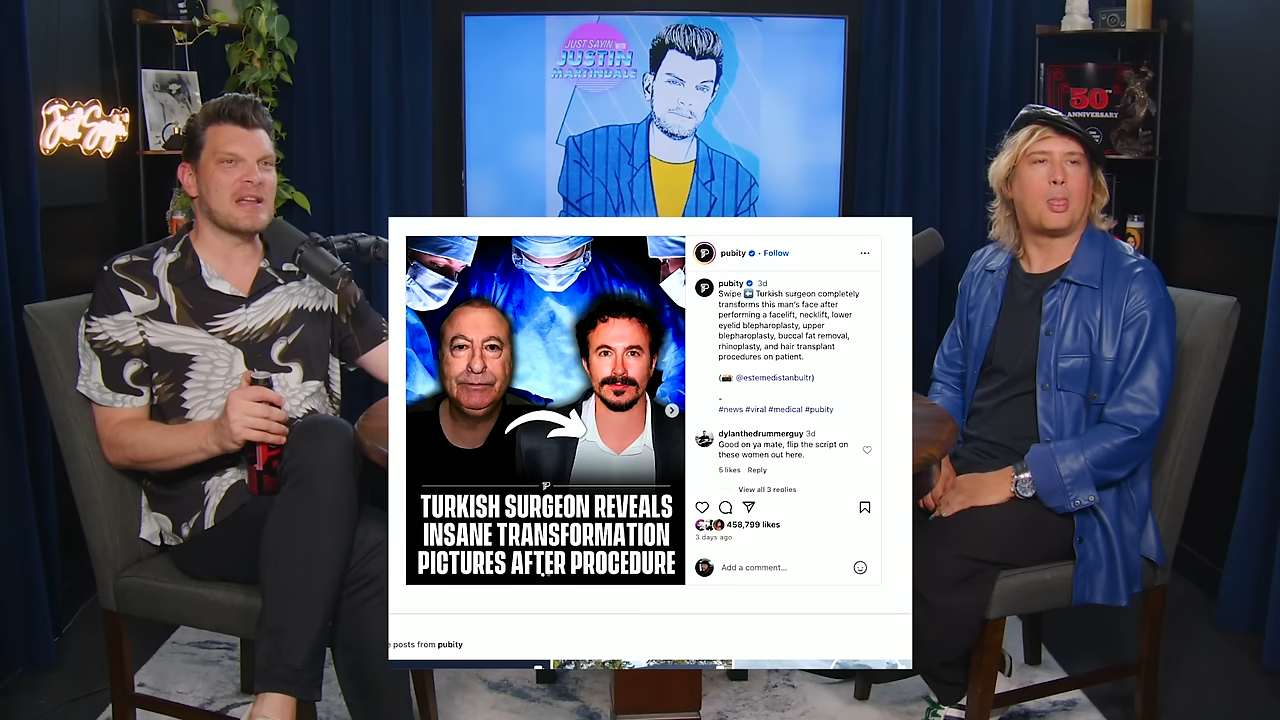 Just Sayin'
JUST SAYIN WITH
JUSTIN
MARTINDALE
50TH
ANNIVERSARY
pubity · Follow
pubity 3d
Swipe ⬅️ Turkish surgeon completely
transforms this man's face after
performing a facelift, necklift, lower
eyelid blepharoplasty, upper
blepharoplasty, buccal fat removal,
rhinoplasty, and hair transplant
procedures on patient.
(📸: @estemedistanbultr)
-
#news #viral #medical #pubity
dylanthedrummerguy 3d
Good on ya mate, flip the script on
these women out here.
5 likes Reply
View all 3 replies
458,799 likes
3 days ago
Add a comment...
TURKISH SURGEON REVEALS
INSANE TRANSFORMATION
PICTURES AFTER PROCEDURE
posts from pubity